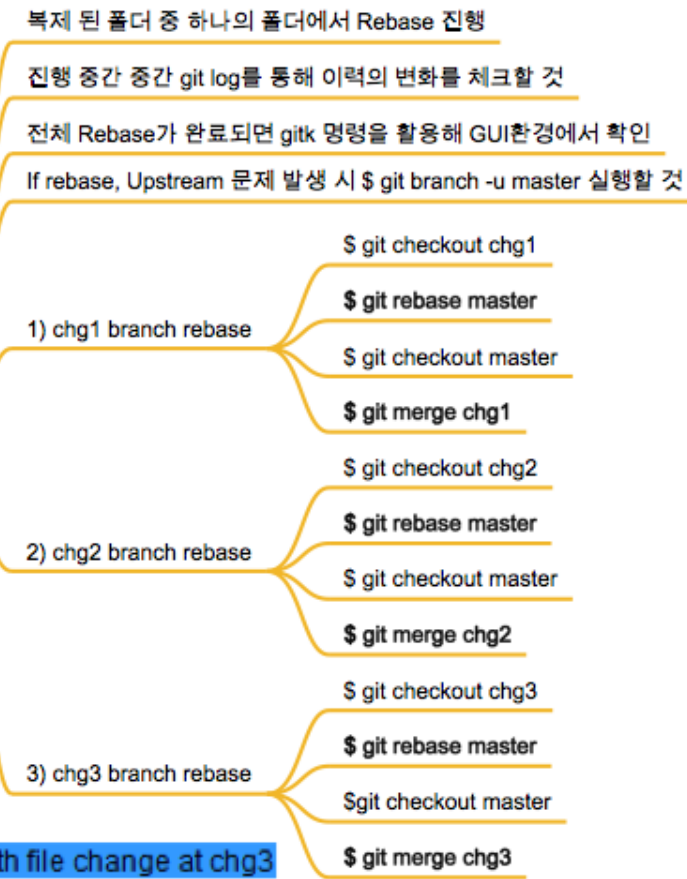 복제 된 폴더 중 하나의 폴더에서 Rebase 진행
진행 중간 중간 git log를 통해 이력의 변화를 체크할 것
전체 Rebase가 완료되면 gitk 명령을 활용해 GUI환경에서 확인
If rebase, Upstream 문제 발생 시 $ git branch -u master 실행할 것
1) chg1 branch rebase
$ git checkout chg1
$ git rebase master
$ git checkout master
$ git merge chg1
2) chg2 branch rebase
$ git checkout chg2
$ git rebase master
$ git checkout master
$ git merge chg2
3) chg3 branch rebase
$ git checkout chg3
$ git rebase master
$git checkout master
$ git merge chg3
th file change at chg3